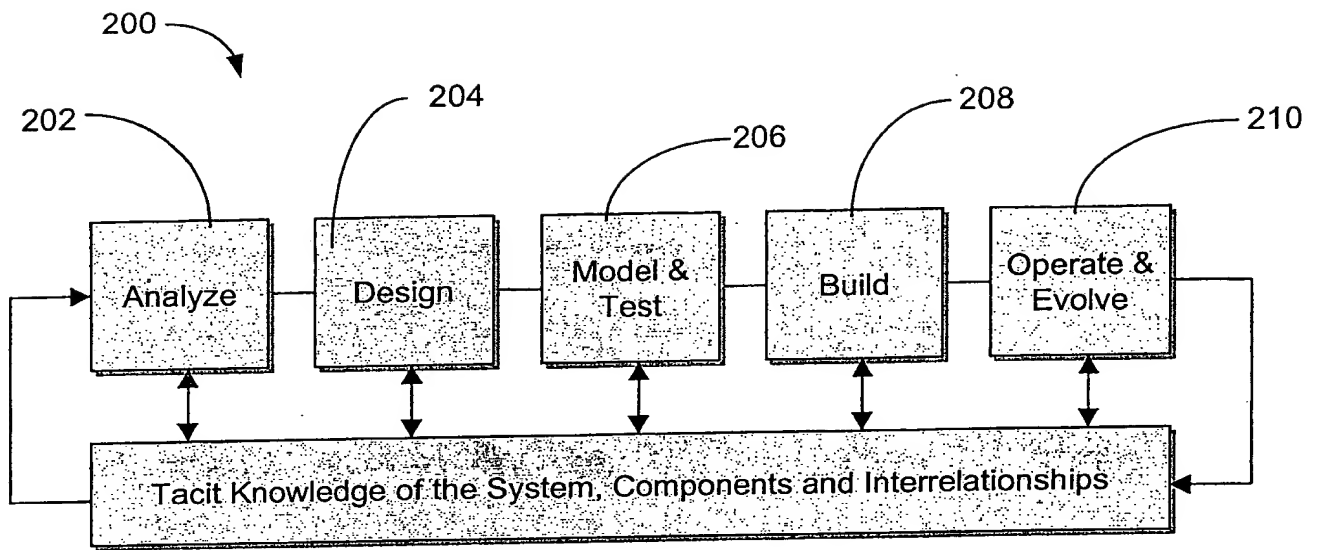 200
202
204
206
208
210
Analyze
Design
Model &
Test
Build
Operate &
Evolve
Tacit Knowledge of the System, Components and Interrelationships